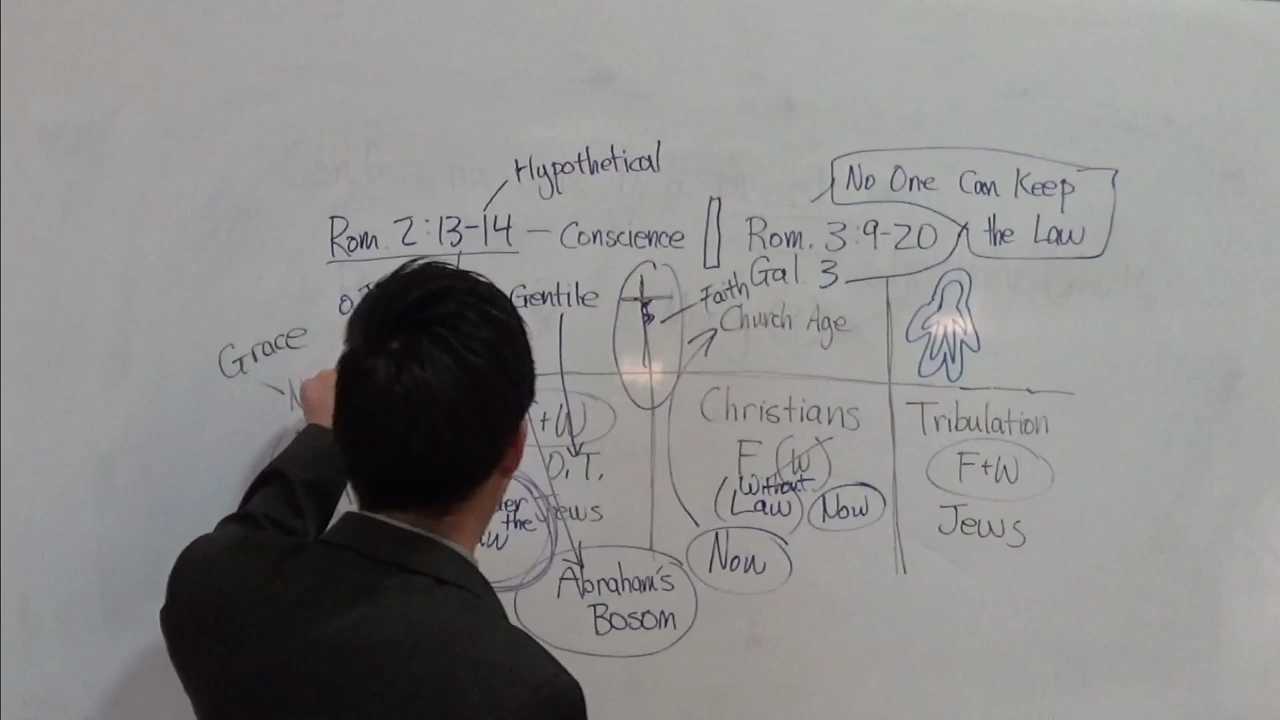 Hypothetical
No One Can Keep
the Law
Rom. 2:13-14 — Conscience
Rom. 3:9-20
Gal 3
Gentile
Faith
Church Age
Grace
+W
O.T.
Jews
the
Abraham's
Bosom
Christians
F (W)
(Without
Law)
Now
Now
Tribulation
F+W
Jews